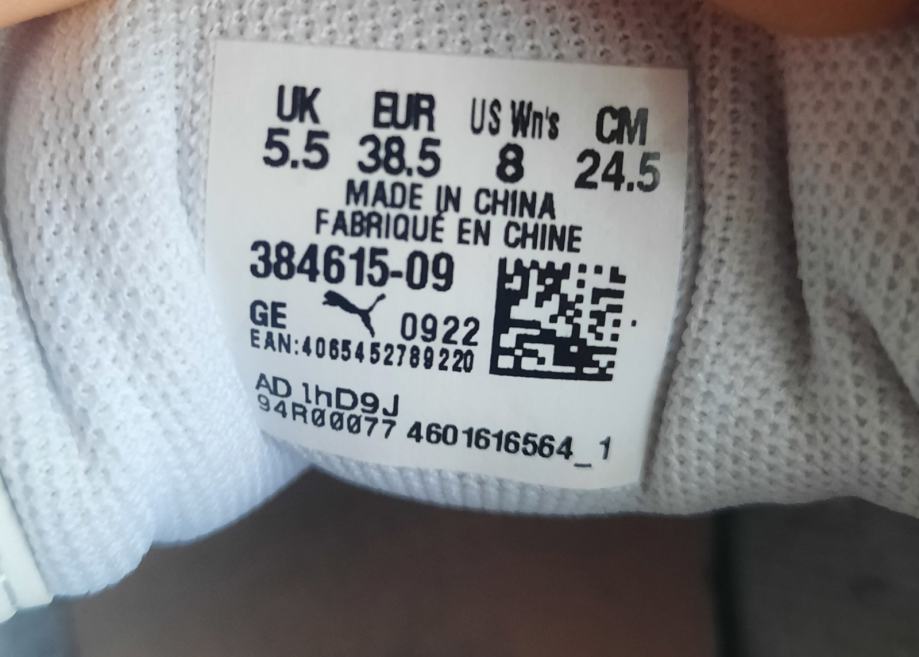 UK EUR US Wn's CM
5.5 38.5 8 24.5
MADE IN CHINA
FABRIQUÉ EN CHINE
384615-09
GE 0922
EAN:4065452789220
AD 1hD9J
94R00077 4601616564_1